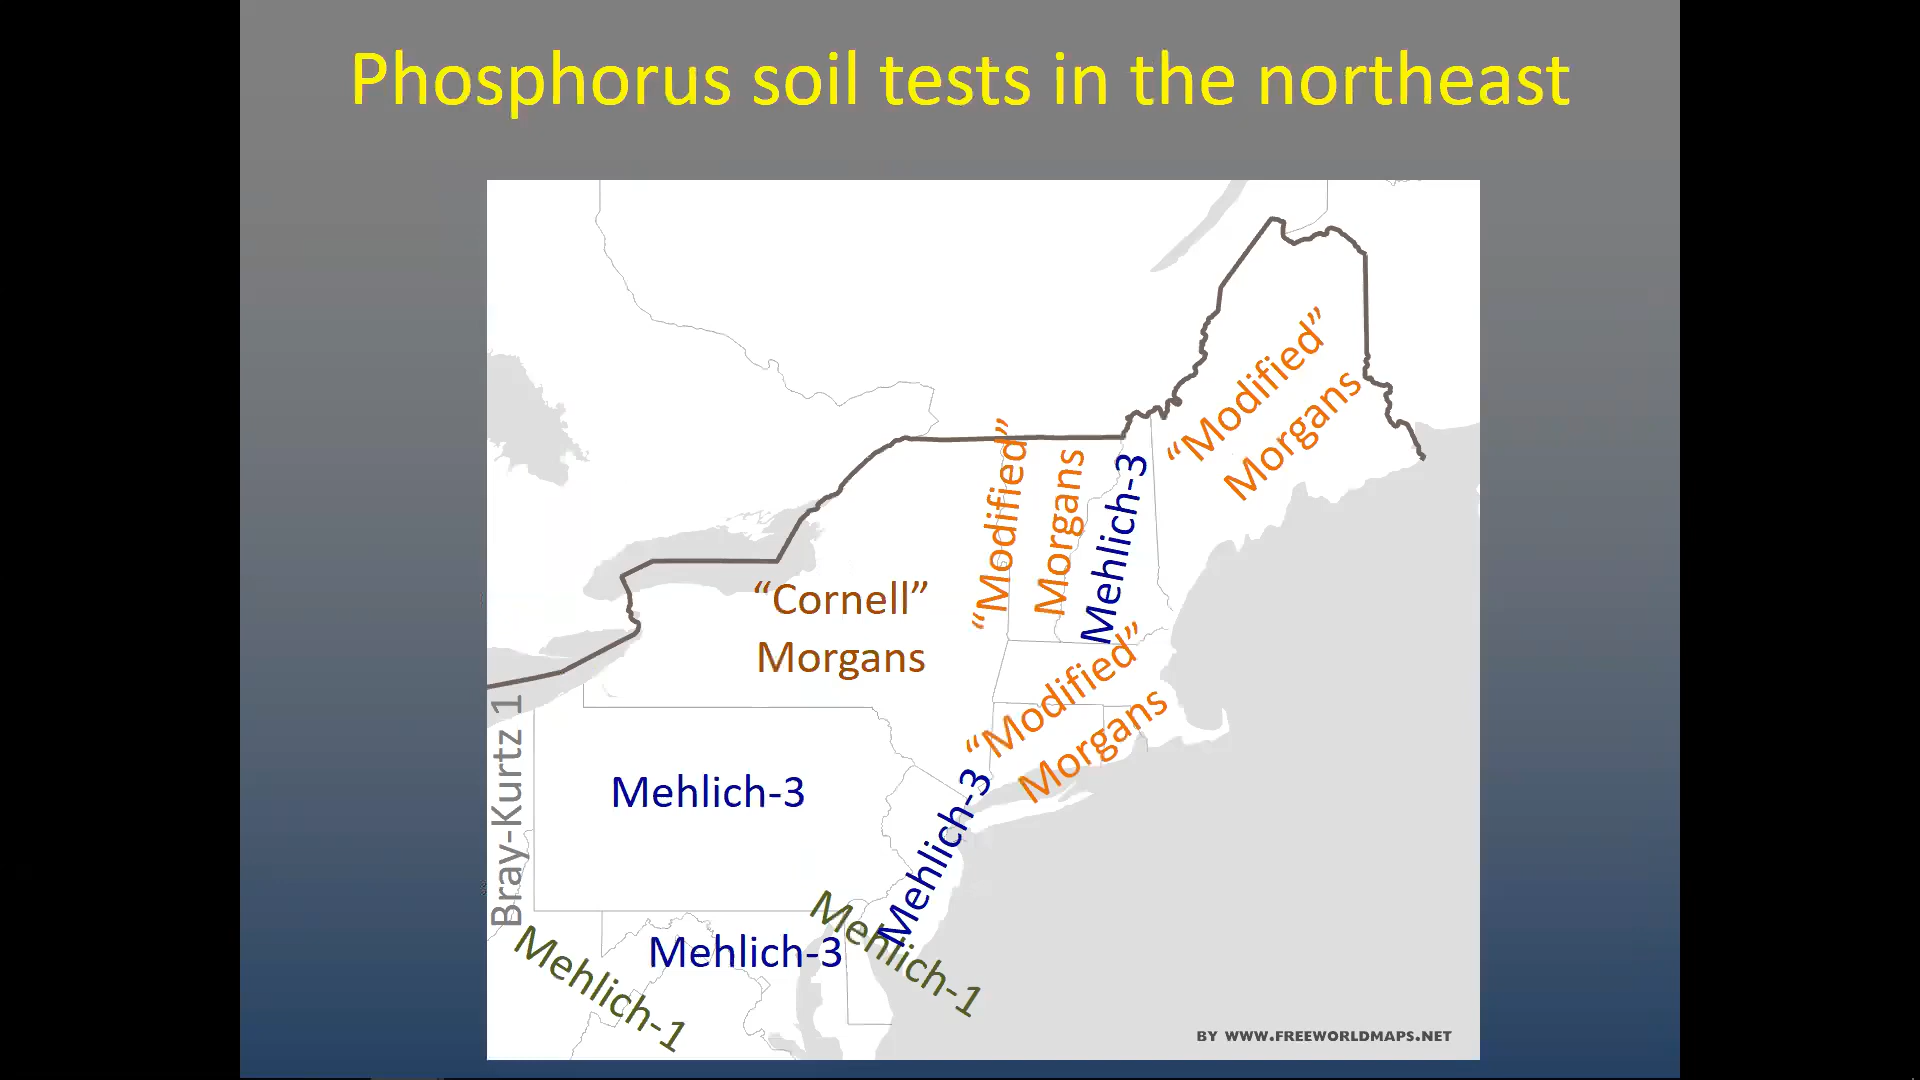 Phosphorus soil tests in the northeast
“Modified”
Morgans
“Modified”
Morgans
Mehlich-3
“Cornell”
Morgans
“Modified”
Morgans
Bray-Kurtz 1
Mehlich-3
Mehlich-3
Mehlich-1
Mehlich-3
Mehlich-1
BY WWW.FREEWORLDMAPS.NET